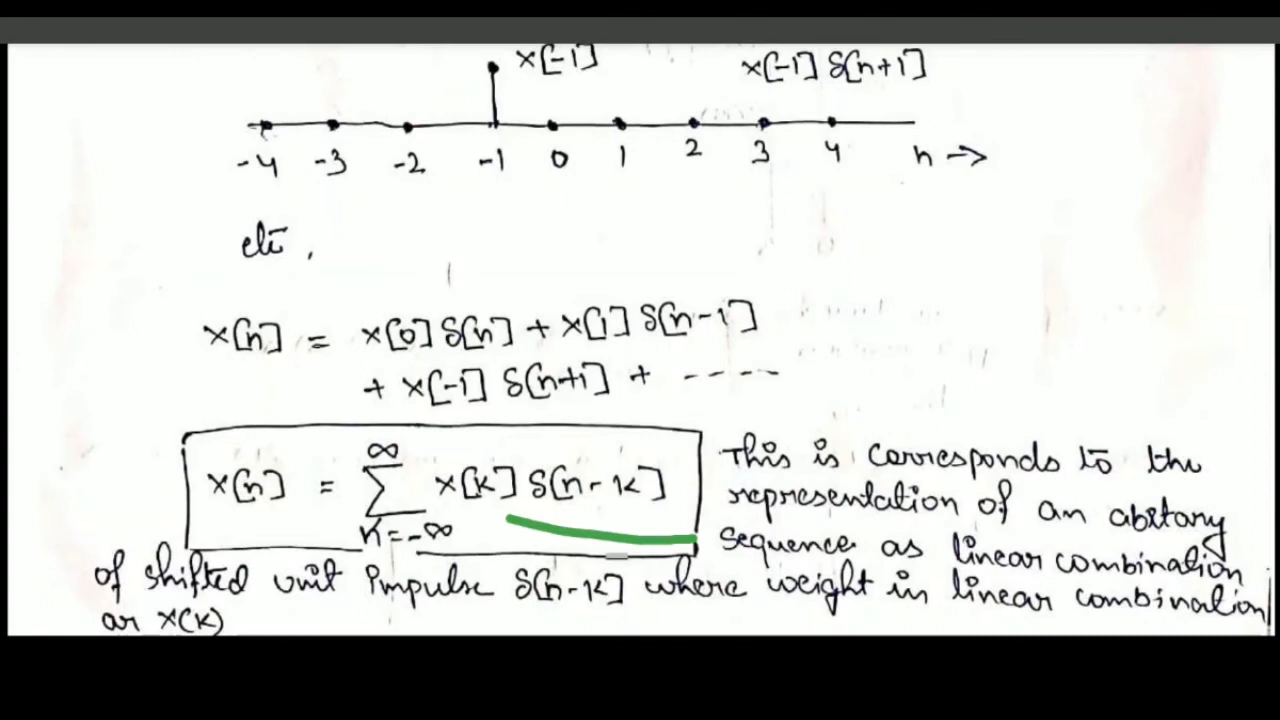 x[-1]
x[-1] δ[n+1]
-4 -3 -2 -1 0 1 2 3 4 n →
etc,
x[n] = x[0] δ[n] + x[1] δ[n-1]
+ x[-1] δ[n+1] + -----
x[n] = ∑ x[k] δ[n-k]
∞
k=-∞
This is corresponds to the
representation of an abitary
sequence as linear combination
of shifted unit impulse δ[n-k] where weight in linear combination
ar x(k)